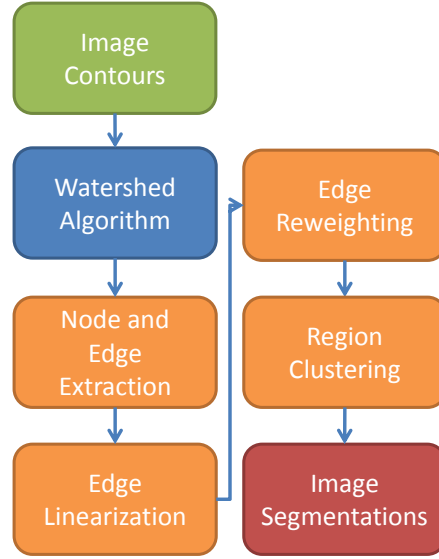 Image
Contours
Watershed
Algorithm
Node and
Edge
Extraction
Edge
Linearization
Edge
Reweighting
Region
Clustering
Image
Segmentations